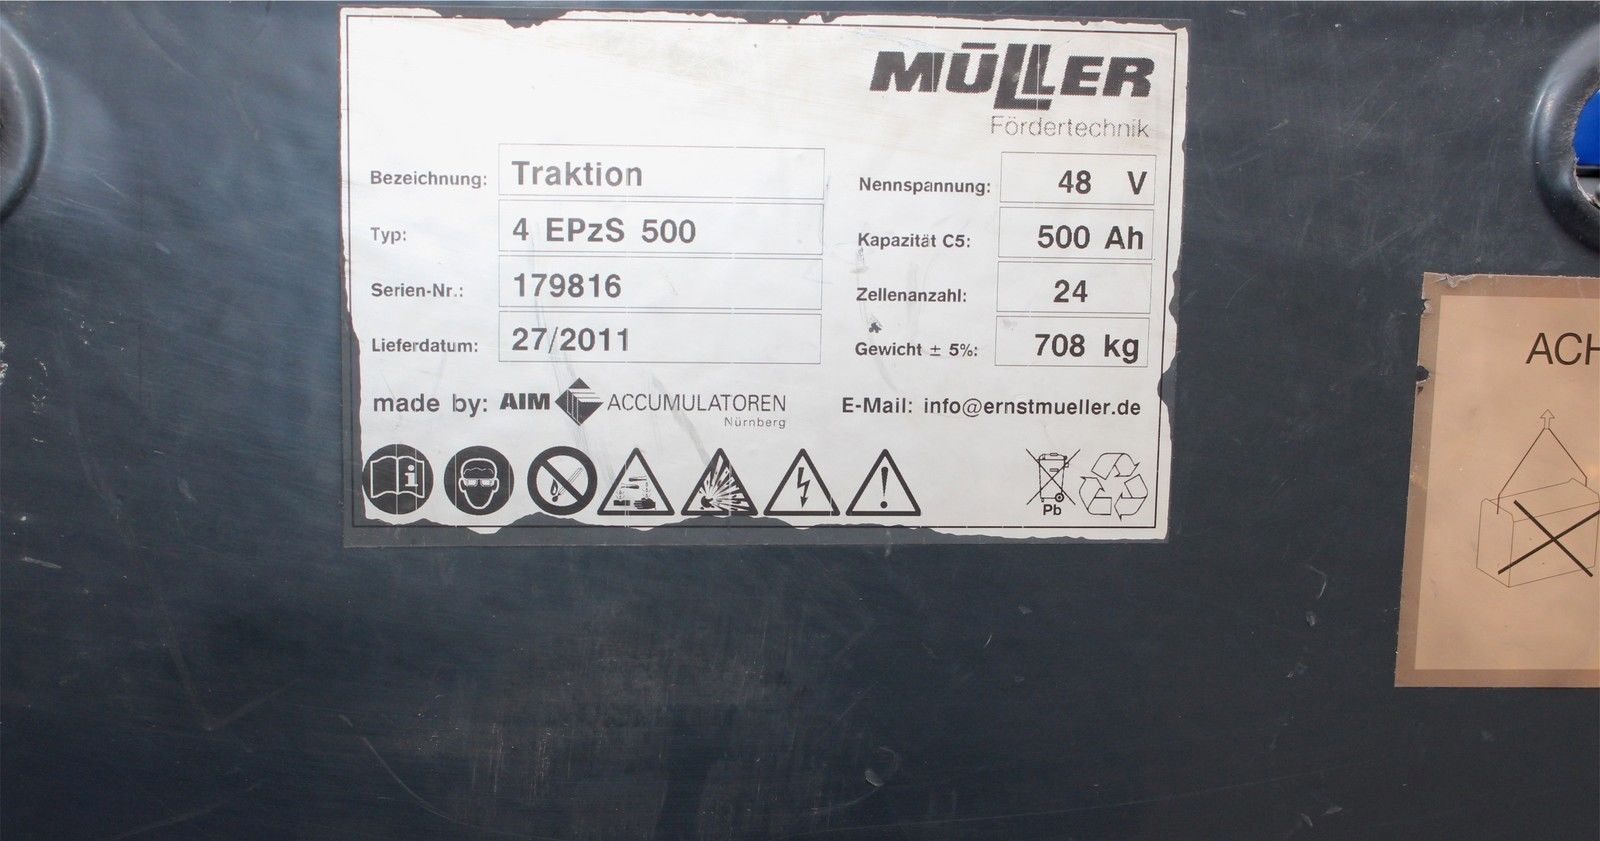 MÜLLER
Fördertechnik
Bezeichnung: Traktion
Nennspannung: 48 V
Typ: 4 EPzS 500
Kapazität C5: 500 Ah
Serien-Nr.: 179816
Zellenanzahl: 24
Lieferdatum: 27/2011
Gewicht ± 5%: 708 kg
made by: AIM ACCUMULATOREN
Nürnberg
E-Mail: info@ernstmueller.de
Pb